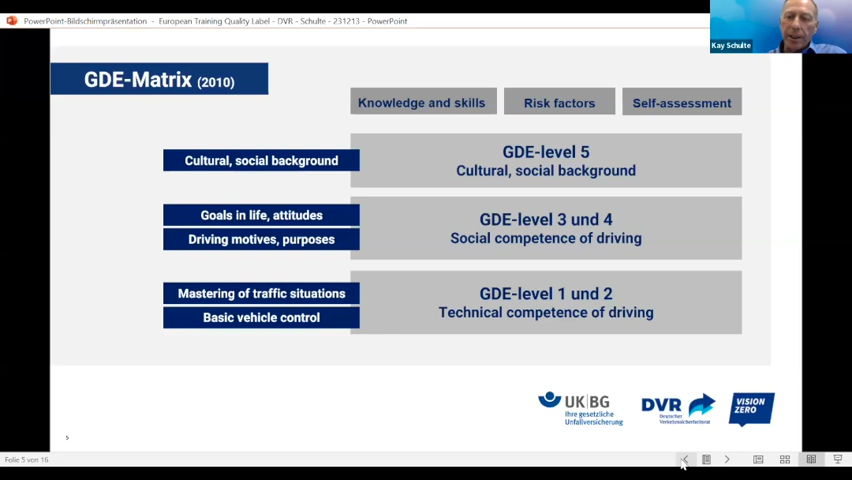 PowerPoint-Bildschirmpräsentation - European Training Quality Label - DVR - Schulte - 231213 - PowerPoint
Kay Schulte
GDE-Matrix (2010)
Knowledge and skills
Risk factors
Self-assessment
Cultural, social background
GDE-level 5
Cultural, social background
Goals in life, attitudes
Driving motives, purposes
GDE-level 3 und 4
Social competence of driving
Mastering of traffic situations
Basic vehicle control
GDE-level 1 und 2
Technical competence of driving
UK|BG
Ihre gesetzliche
Unfallversicherung
DVR
Deutscher
Verkehrssicherheitsrat
VISION
ZERO
5
Folie 5 von 16